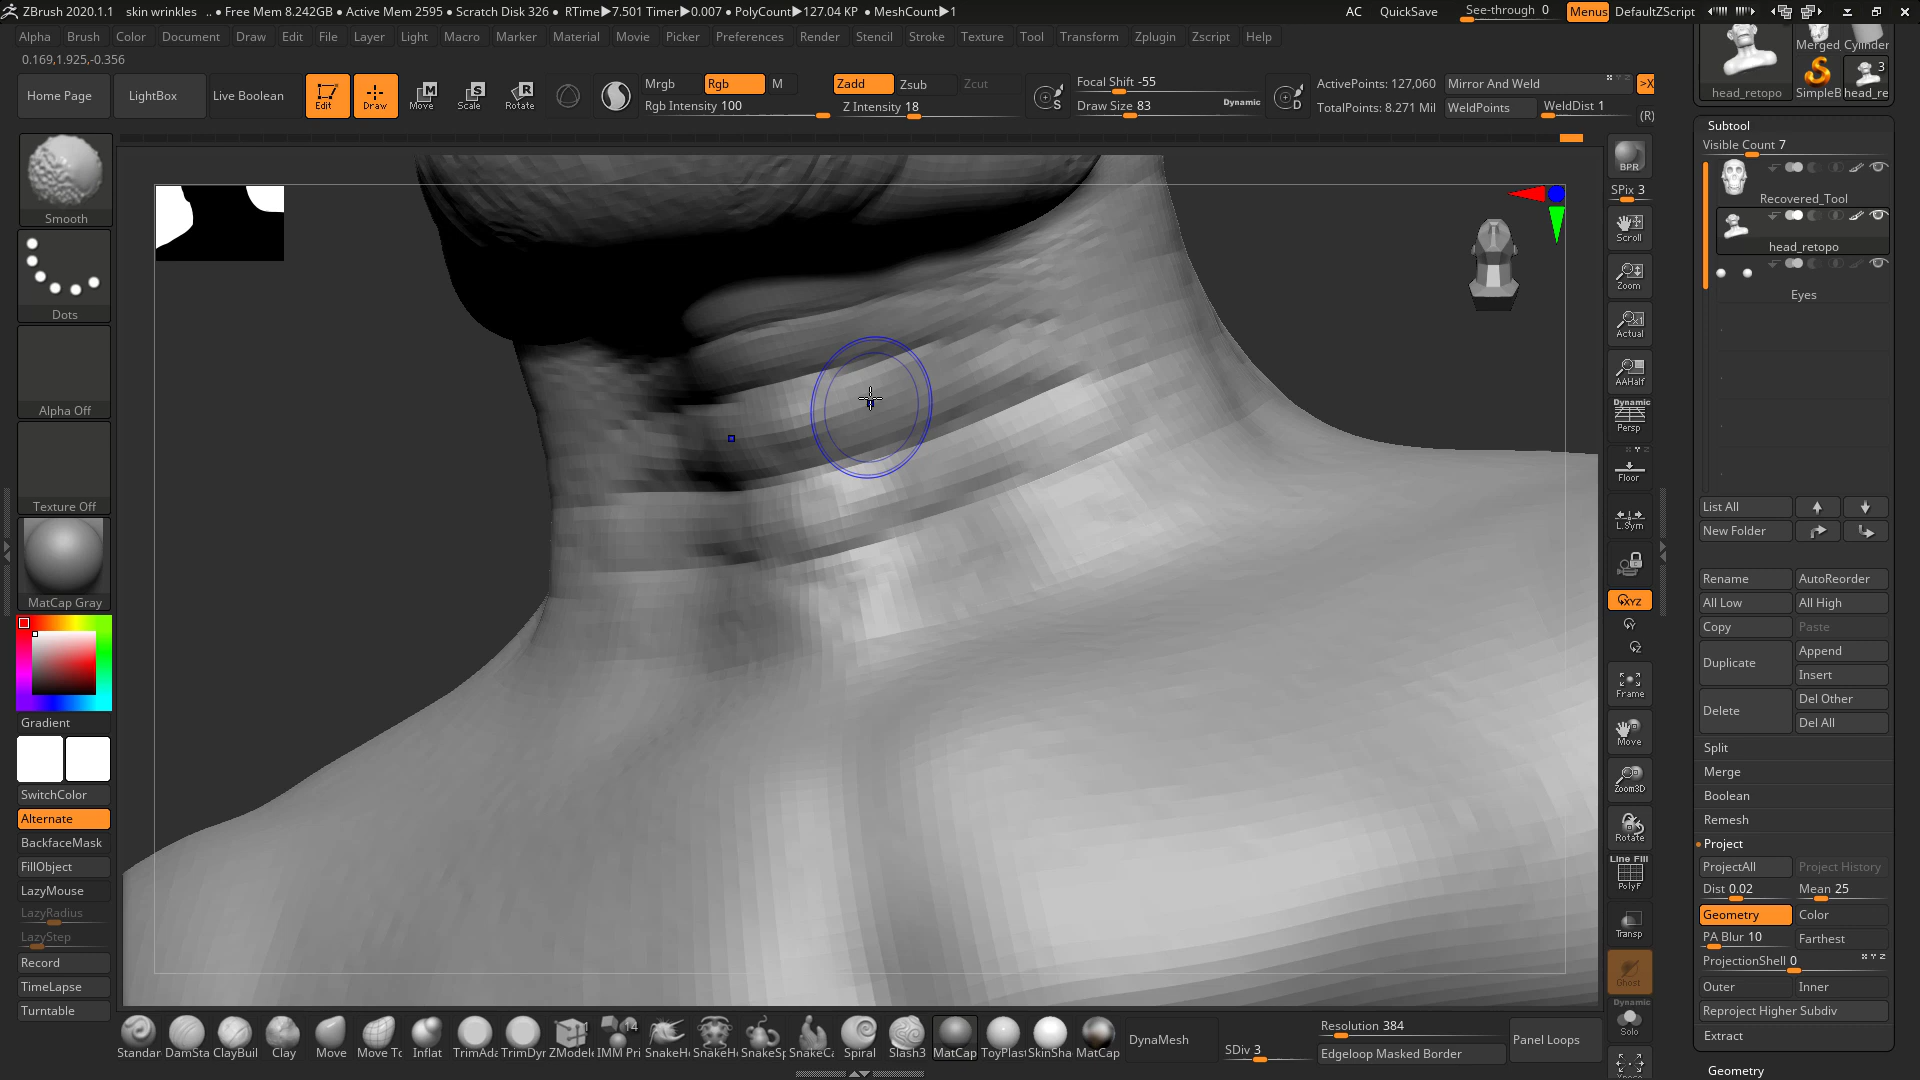 ZBrush 2020.1.1 skin wrinkles .. ● Free Mem 8.242GB ● Active Mem 2595 ● Scratch Disk 326 ● RTime▶7.501 Timer▶0.007 ● PolyCount▶127.04 KP ● MeshCount▶1 AC QuickSave See-through 0 Menus DefaultZScript
Alpha Brush Color Document Draw Edit File Layer Light Macro Marker Material Movie Picker Preferences Render Stencil Stroke Texture Tool Transform Zplugin Zscript Help
0.169,1.925,-0.356
Home Page LightBox Live Boolean Edit Draw Move Scale Rotate
Mrgb Rgb M Zadd Zsub Zcut
Rgb Intensity 100 Z Intensity 18
Focal Shift -55
Draw Size 83 Dynamic
S
D
ActivePoints: 127,060 Mirror And Weld >X
TotalPoints: 8.271 Mil WeldPoints WeldDist 1 (R)
Smooth
Dots
Alpha Off
Texture Off
MatCap Gray
Gradient
SwitchColor
Alternate
BackfaceMask
FillObject
LazyMouse
LazyRadius
LazyStep
Record
TimeLapse
Turntable
BPR
SPix 3
Scroll
Zoom
Actual
AAHalf
Dynamic
Persp
Floor
L.Sym
XYZ
Y
Z
Frame
Move
Zoom3D
Rotate
Line Fill
PolyF
Transp
Ghost
Dynamic
Solo
Xpose
Merged Cylinder
3
head_retopo SimpleB head_re
Subtool
Visible Count 7
Recovered_Tool
head_retopo
Eyes
List All
New Folder
Rename AutoReorder
All Low All High
Copy Paste
Duplicate Append
Insert
Delete Del Other
Del All
Split
Merge
Boolean
Remesh
Project
ProjectAll Project History
Dist 0.02 Mean 25
Geometry Color
PA Blur 10 Farthest
ProjectionShell 0 X Y Z
Outer Inner
Reproject Higher Subdiv
Extract
Geometry
1 14
Standar DamSta ClayBuil Clay Move Move To Inflat TrimAda TrimDyr ZModele IMM Pri SnakeHo SnakeHo SnakeSp SnakeCa Spiral Slash3 MatCap ToyPlast SkinSha MatCap
DynaMesh
SDiv 3
Resolution 384
Edgeloop Masked Border
Panel Loops